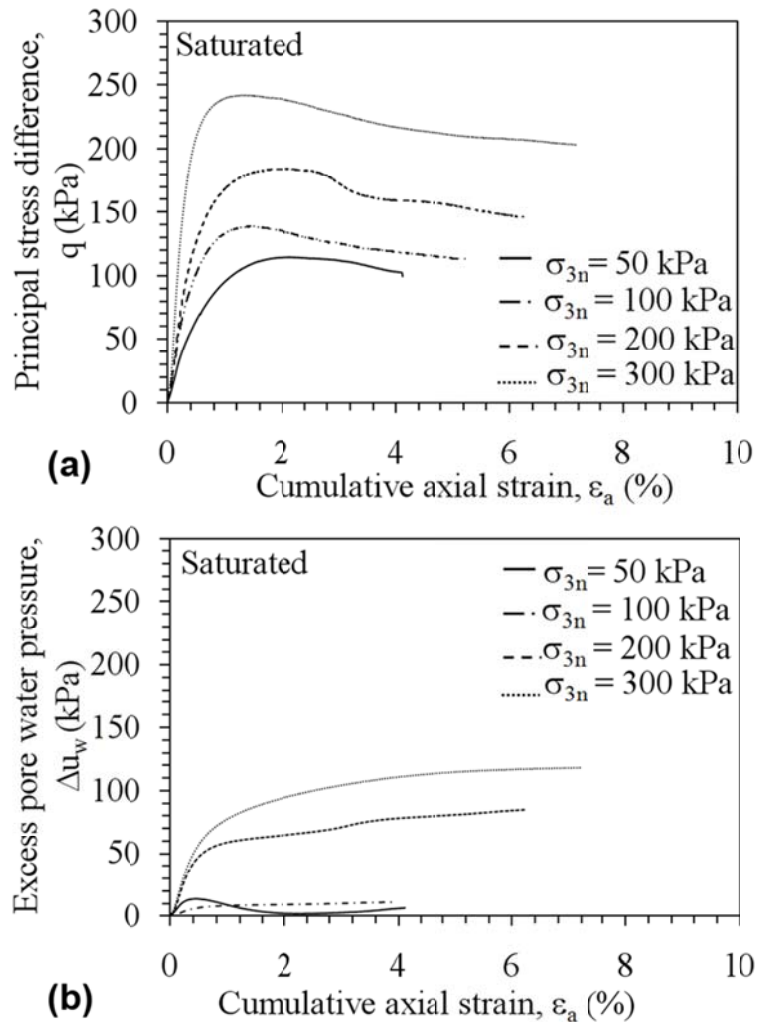 300
Saturated
250
200
150
100
50
0
Principal stress difference,
q (kPa)
σ3n= 50 kPa
σ3n = 100 kPa
σ3n = 200 kPa
σ3n = 300 kPa
0 2 4 6 8 10
(a)
Cumulative axial strain, εa (%)
300
Saturated
250
200
150
100
50
0
Excess pore water pressure,
Δuw (kPa)
σ3n= 50 kPa
σ3n = 100 kPa
σ3n = 200 kPa
σ3n = 300 kPa
0 2 4 6 8 10
(b)
Cumulative axial strain, εa (%)